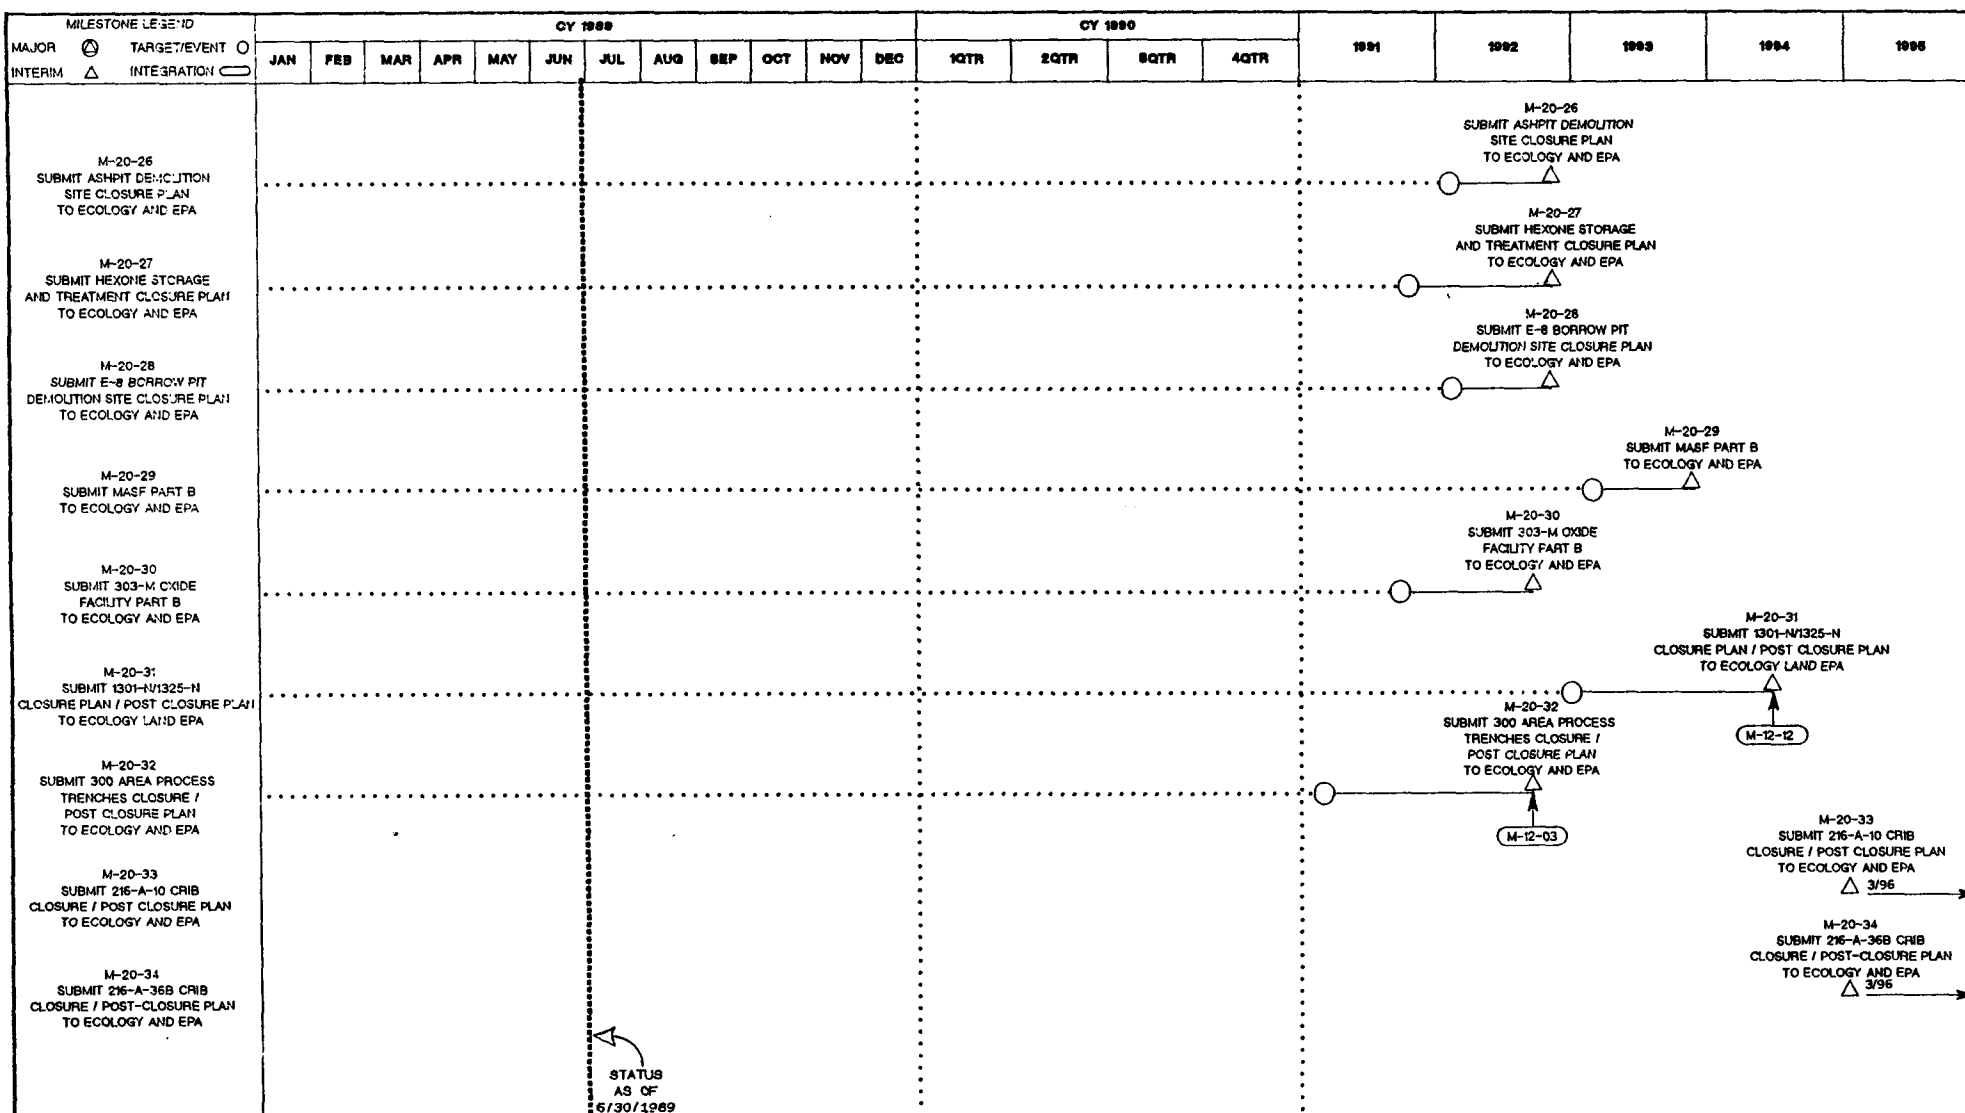 MILESTONE LEGEND
MAJOR TARGET/EVENT
INTERIM INTEGRATION
CY 1989
JAN FEB MAR APR MAY JUN JUL AUG SEP OCT NOV DEC
CY 1990
1QTR 2QTR 3QTR 4QTR
1991 1992 1993 1994 1995
M-20-26
SUBMIT ASHPIT DEMOLITION
SITE CLOSURE PLAN
TO ECOLOGY AND EPA
M-20-26
SUBMIT ASHPIT DEMOLITION
SITE CLOSURE PLAN
TO ECOLOGY AND EPA
M-20-27
SUBMIT HEXONE STORAGE
AND TREATMENT CLOSURE PLAN
TO ECOLOGY AND EPA
M-20-27
SUBMIT HEXONE STORAGE
AND TREATMENT CLOSURE PLAN
TO ECOLOGY AND EPA
M-20-28
SUBMIT E-8 BORROW PIT
DEMOLITION SITE CLOSURE PLAN
TO ECOLOGY AND EPA
M-20-28
SUBMIT E-8 BORROW PIT
DEMOLITION SITE CLOSURE PLAN
TO ECOLOGY AND EPA
M-20-29
SUBMIT MASF PART B
TO ECOLOGY AND EPA
M-20-29
SUBMIT MASF PART B
TO ECOLOGY AND EPA
M-20-30
SUBMIT 303-M OXIDE
FACILITY PART B
TO ECOLOGY AND EPA
M-20-30
SUBMIT 303-M OXIDE
FACILITY PART B
TO ECOLOGY AND EPA
M-20-31
SUBMIT 1301-N/1325-N
CLOSURE PLAN / POST CLOSURE PLAN
TO ECOLOGY LAND EPA
M-20-31
SUBMIT 1301-N/1325-N
CLOSURE PLAN / POST CLOSURE PLAN
TO ECOLOGY LAND EPA
M-12-12
M-20-32
SUBMIT 300 AREA PROCESS
TRENCHES CLOSURE /
POST CLOSURE PLAN
TO ECOLOGY AND EPA
M-20-32
SUBMIT 300 AREA PROCESS
TRENCHES CLOSURE /
POST CLOSURE PLAN
TO ECOLOGY AND EPA
M-12-03
M-20-33
SUBMIT 216-A-10 CRIB
CLOSURE / POST CLOSURE PLAN
TO ECOLOGY AND EPA
M-20-33
SUBMIT 216-A-10 CRIB
CLOSURE / POST CLOSURE PLAN
TO ECOLOGY AND EPA
3/96
M-20-34
SUBMIT 216-A-36B CRIB
CLOSURE / POST-CLOSURE PLAN
TO ECOLOGY AND EPA
M-20-34
SUBMIT 216-A-36B CRIB
CLOSURE / POST-CLOSURE PLAN
TO ECOLOGY AND EPA
3/96
STATUS
AS OF
6/30/1989